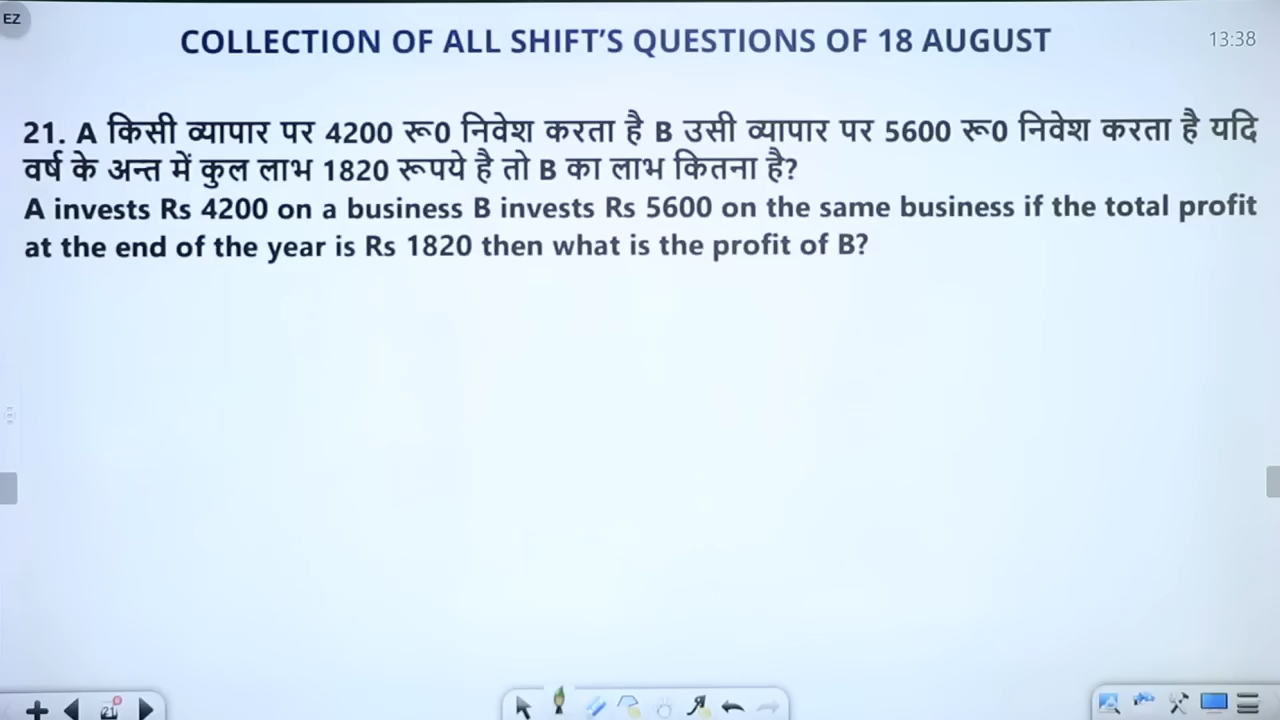 EZ
COLLECTION OF ALL SHIFT’S QUESTIONS OF 18 AUGUST
13:38
21. A किसी व्यापार पर 4200 रू0 निवेश करता है B उसी व्यापार पर 5600 रू0 निवेश करता है यदि
वर्ष के अन्त में कुल लाभ 1820 रूपये है तो B का लाभ कितना है?
A invests Rs 4200 on a business B invests Rs 5600 on the same business if the total profit
at the end of the year is Rs 1820 then what is the profit of B?
21